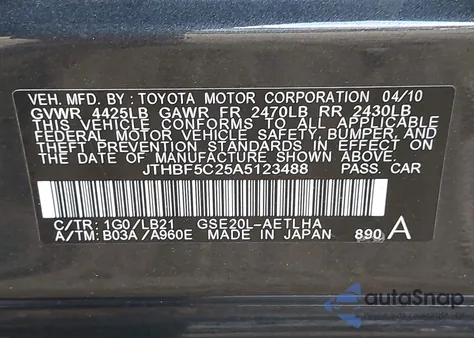 VEH. MFD. BY : TOYOTA MOTOR CORPORATION 04/10
GVWR 4425LB GAWR FR 2470LB RR 2430LB
THIS VEHICLE CONFORMS TO ALL APPLICABLE
FEDERAL MOTOR VEHICLE SAFETY, BUMPER, AND
THEFT PREVENTION STANDARDS IN EFFECT ON
THE DATE OF MANUFACTURE SHOWN ABOVE.
JTHBF5C25A5123488 PASS. CAR
C/TR: 1G0/LB21 GSE20L-AETLHA
A/TM: B03A /A960E MADE IN JAPAN 890 A
autoSnap